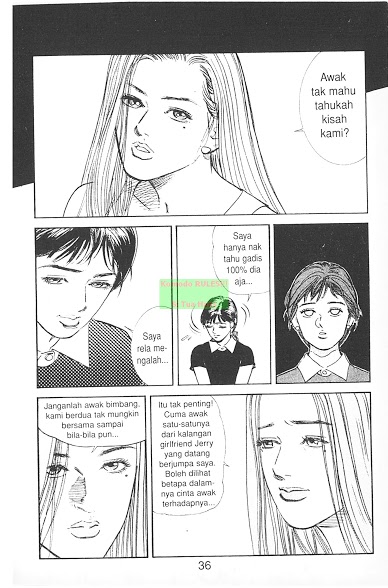 Awak
tak mahu
tahukah
kisah
kami?
Saya
rela me-
ngalah...
Saya
hanya nak
tahu gadis
100% dia
aja...
Janganlah awak bimbang,
kami berdua tak mungkin
bersama sampai
bila-bila pun...
Itu tak penting!
Cuma awak
satu-satunya
dari kalangan
girlfriend Jerry
yang datang
berjumpa saya.
Boleh dilihat
betapa dalam-
nya cinta awak
terhadapnya...
36